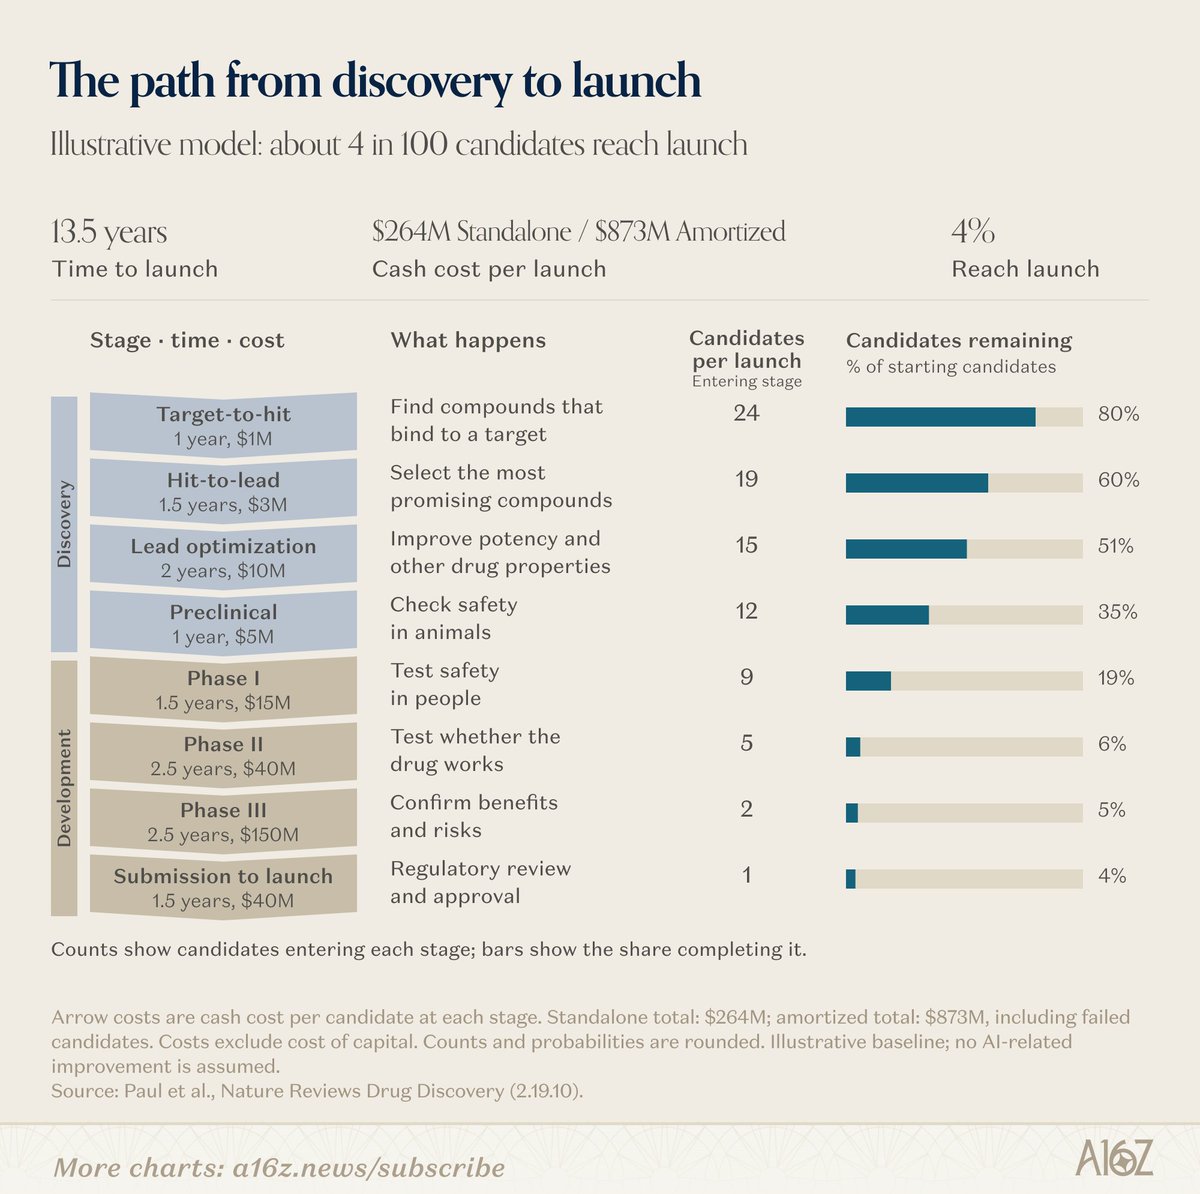 The path from discovery to launch
Illustrative model: about 4 in 100 candidates reach launch
13.5 years
Time to launch
$264M Standalone / $873M Amortized
Cash cost per launch
4%
Reach launch
Stage · time · cost
What happens
Candidates
per launch
Entering stage
Candidates remaining
% of starting candidates
Discovery
Target-to-hit
1 year, $1M
Find compounds that
bind to a target
24
80%
Hit-to-lead
1.5 years, $3M
Select the most
promising compounds
19
60%
Lead optimization
2 years, $10M
Improve potency and
other drug properties
15
51%
Preclinical
1 year, $5M
Check safety
in animals
12
35%
Development
Phase I
1.5 years, $15M
Test safety
in people
9
19%
Phase II
2.5 years, $40M
Test whether the
drug works
5
6%
Phase III
2.5 years, $150M
Confirm benefits
and risks
2
5%
Submission to launch
1.5 years, $40M
Regulatory review
and approval
1
4%
Counts show candidates entering each stage; bars show the share completing it.
Arrow costs are cash cost per candidate at each stage. Standalone total: $264M; amortized total: $873M, including failed
candidates. Costs exclude cost of capital. Counts and probabilities are rounded. Illustrative baseline; no AI-related
improvement is assumed.
Source: Paul et al., Nature Reviews Drug Discovery (2.19.10).
More charts: a16z.news/subscribe
A16Z